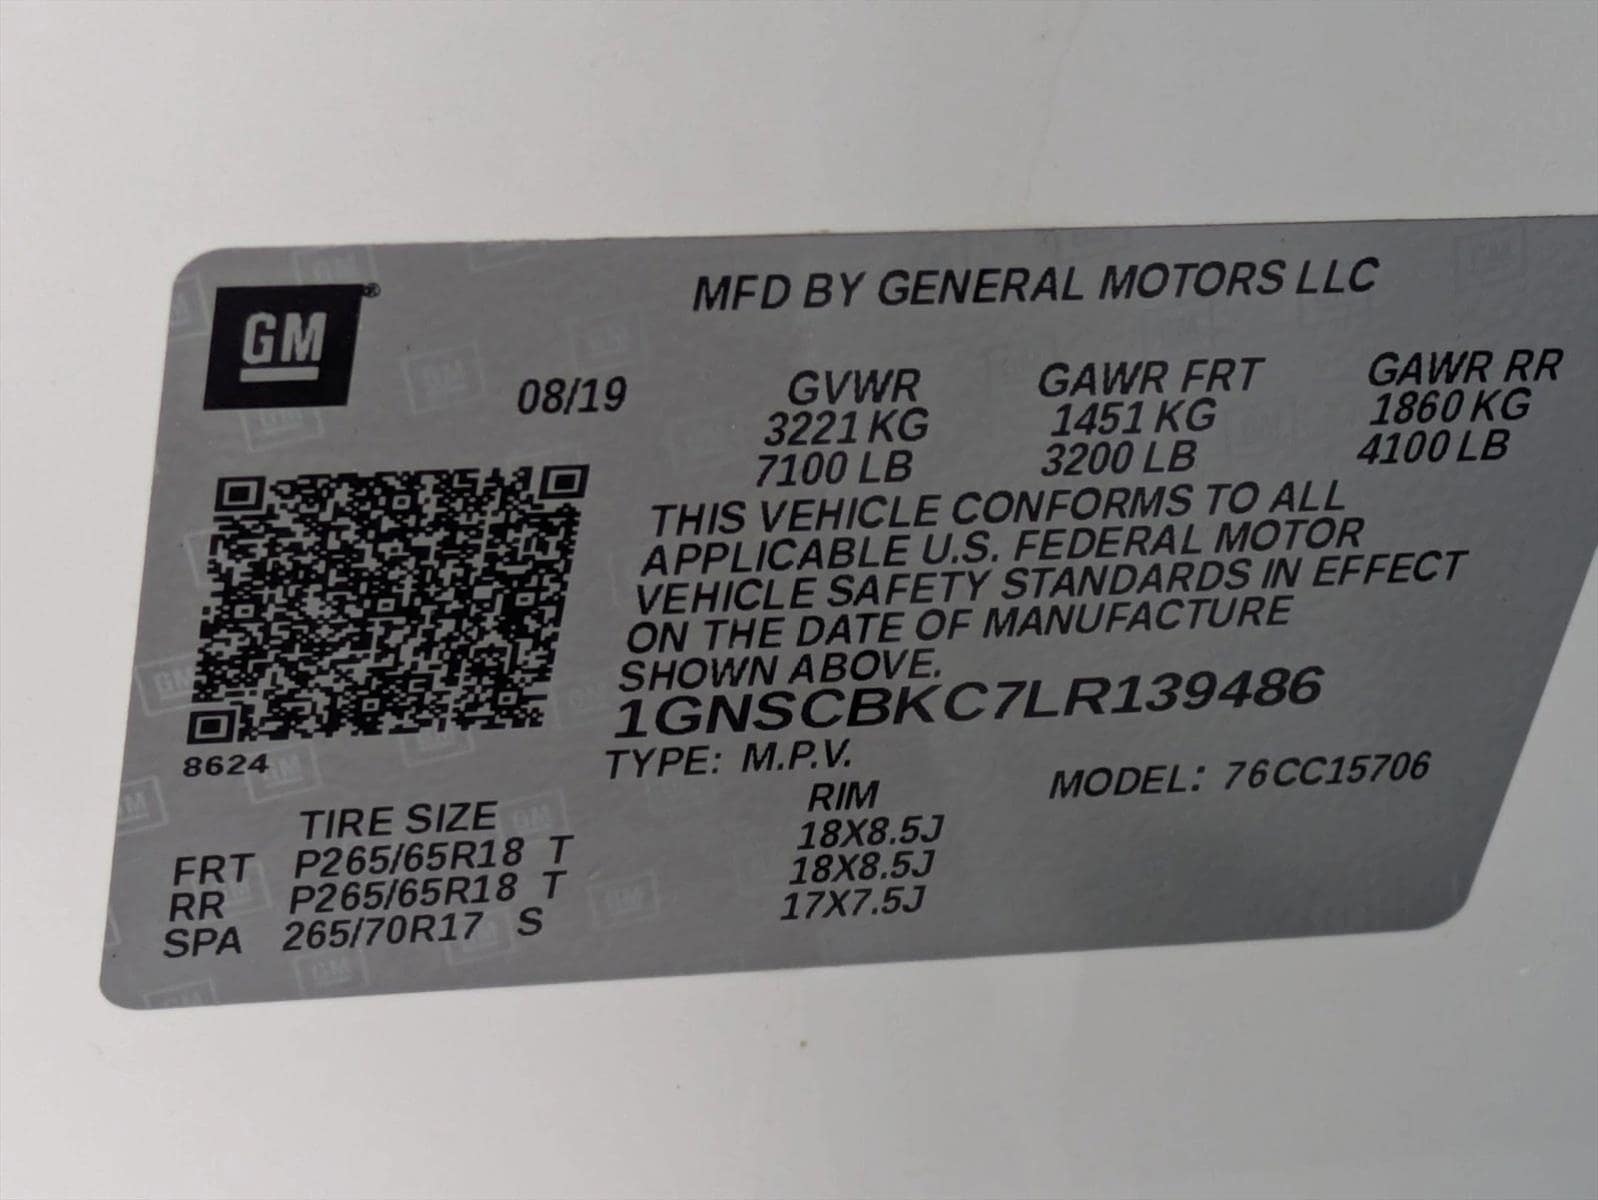 MFD BY GENERAL MOTORS LLC
GM ®
08/19 GVWR GAWR FRT GAWR RR
3221 KG 1451 KG 1860 KG
7100 LB 3200 LB 4100 LB
THIS VEHICLE CONFORMS TO ALL
APPLICABLE U.S. FEDERAL MOTOR
VEHICLE SAFETY STANDARDS IN EFFECT
ON THE DATE OF MANUFACTURE
SHOWN ABOVE.
1GNSCBKC7LR139486
8624 TYPE: M.P.V. MODEL: 76CC15706
TIRE SIZE RIM
FRT P265/65R18 T 18X8.5J
RR P265/65R18 T 18X8.5J
SPA 265/70R17 S 17X7.5J